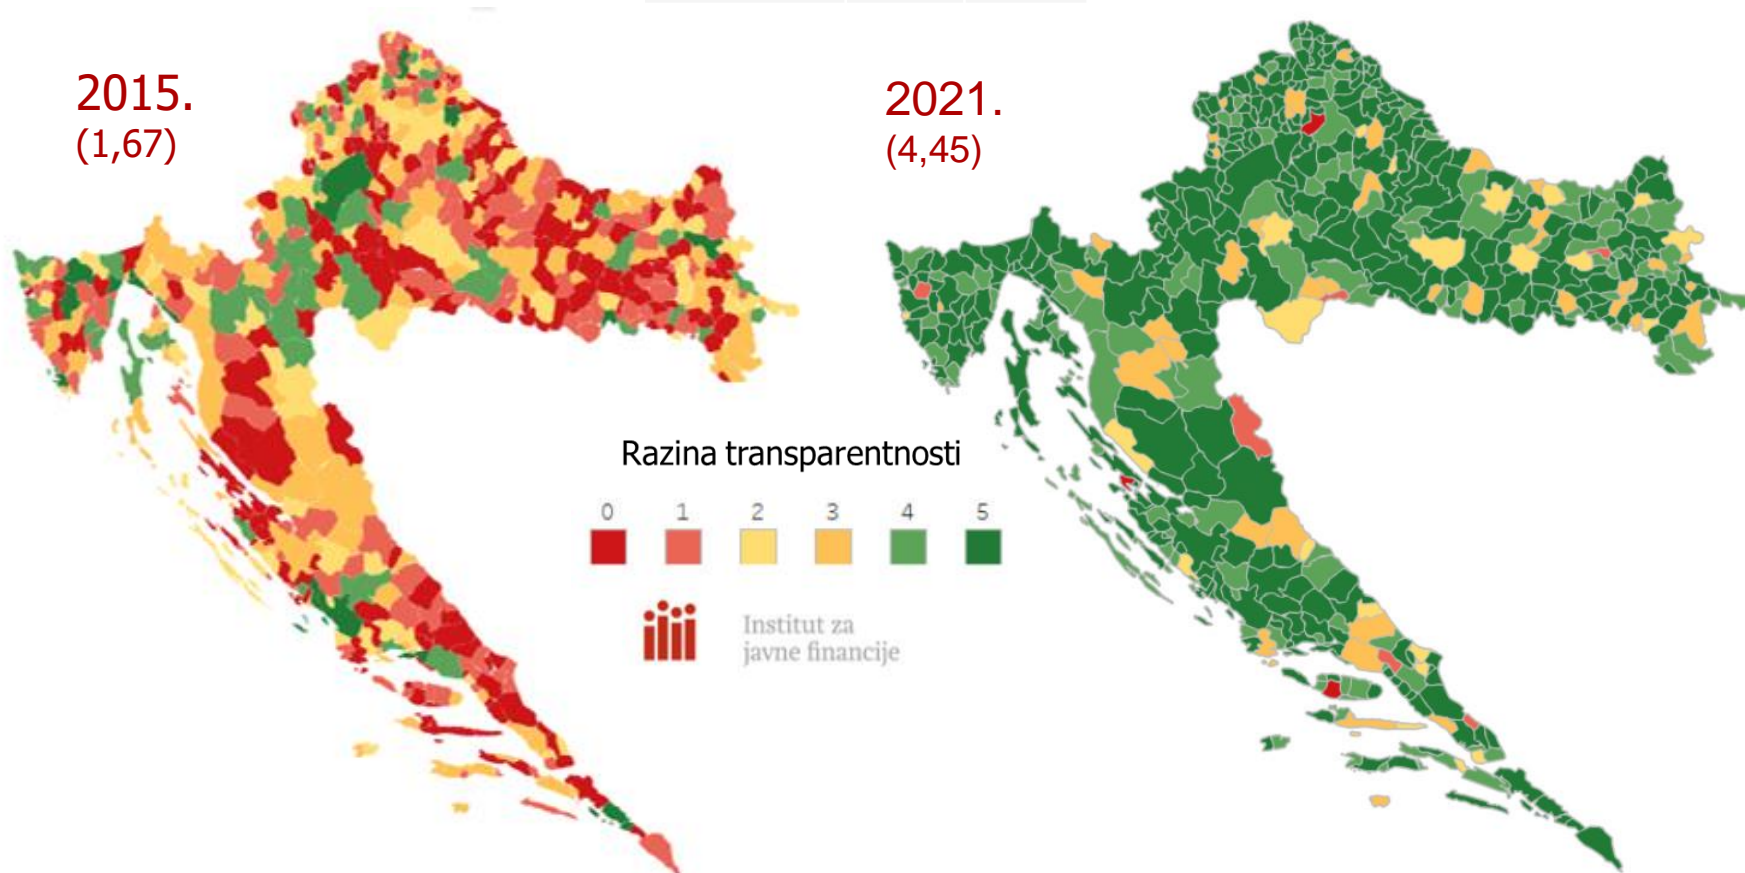 2015.
(1,67)
2021.
(4,45)
Razina transparentnosti
0 1 2 3 4 5
Institut za
javne financije